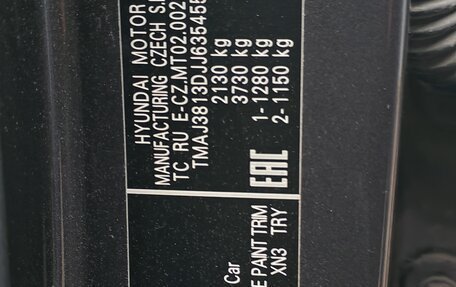 HYUNDAI MOTOR
MANUFACTURING CZECH S.
TC RU E-CZ.MT02.002
TMAJ3813DJJ63545
2130 kg
3730 kg
1-1280 kg
2-1150 kg
EAC
Car
E PAINT TRIM
XN3 TRY